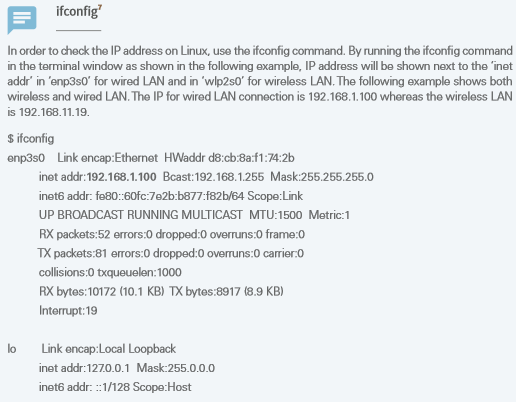 ifconfig7
In order to check the IP address on Linux, use the ifconfig command. By running the ifconfig command
in the terminal window as shown in the following example, IP address will be shown next to the 'inet
addr' in 'enp3s0' for wired LAN and in 'wlp2s0' for wireless LAN. The following example shows both
wireless and wired LAN. The IP for wired LAN connection is 192.168.1.100 whereas the wireless LAN
is 192.168.11.19.
$ ifconfig
enp3s0 Link encap:Ethernet HWaddr d8:cb:8a:f1:74:2b
inet addr:192.168.1.100 Bcast:192.168.1.255 Mask:255.255.255.0
inet6 addr: fe80::60fc:7e2b:b877:f82b/64 Scope:Link
UP BROADCAST RUNNING MULTICAST MTU:1500 Metric:1
RX packets:52 errors:0 dropped:0 overruns:0 frame:0
TX packets:81 errors:0 dropped:0 overruns:0 carrier:0
collisions:0 txqueuelen:1000
RX bytes:10172 (10.1 KB) TX bytes:8917 (8.9 KB)
Interrupt:19
lo Link encap:Local Loopback
inet addr:127.0.0.1 Mask:255.0.0.0
inet6 addr: ::1/128 Scope:Host